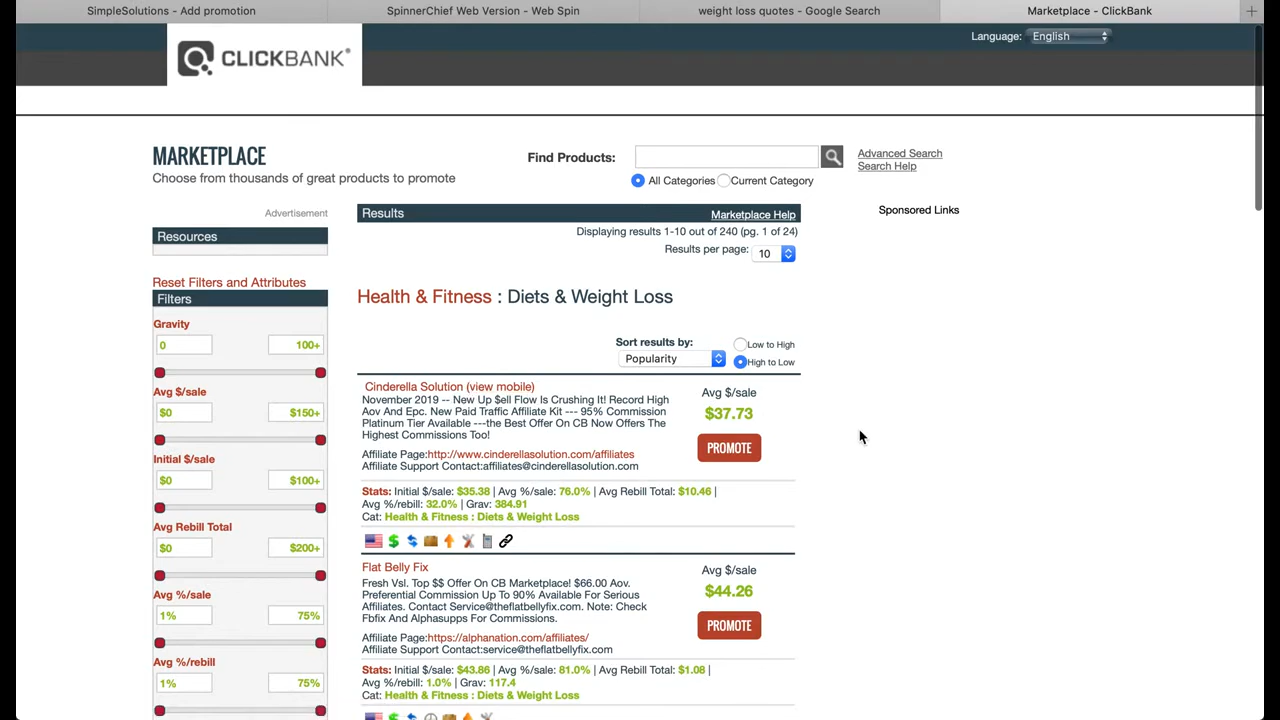 SimpleSolutions - Add promotion
SpinnerChief Web Version - Web Spin
weight loss quotes - Google Search
Marketplace - ClickBank
Language: English
CLICKBANK®
MARKETPLACE
Choose from thousands of great products to promote
Find Products:
Advanced Search
Search Help
All Categories Current Category
Advertisement
Resources
Reset Filters and Attributes
Filters
Gravity
0 100+
Avg $/sale
$0 $150+
Initial $/sale
$0 $100+
Avg Rebill Total
$0 $200+
Avg %/sale
1% 75%
Avg %/rebill
1% 75%
Results Marketplace Help
Displaying results 1-10 out of 240 (pg. 1 of 24)
Results per page: 10
Health & Fitness : Diets & Weight Loss
Sort results by:
Popularity
Low to High
High to Low
Cinderella Solution (view mobile)
November 2019 -- New Up $ell Flow Is Crushing It! Record High
Aov And Epc. New Paid Traffic Affiliate Kit --- 95% Commission
Platinum Tier Available ---the Best Offer On CB Now Offers The
Highest Commissions Too!
Affiliate Page:http://www.cinderellasolution.com/affiliates
Affiliate Support Contact:affiliates@cinderellasolution.com
Avg $/sale
$37.73
PROMOTE
Stats: Initial $/sale: $35.38 | Avg %/sale: 76.0% | Avg Rebill Total: $10.46 |
Avg %/rebill: 32.0% | Grav: 384.91
Cat: Health & Fitness : Diets & Weight Loss
Flat Belly Fix
Fresh Vsl. Top $$ Offer On CB Marketplace! $66.00 Aov.
Preferential Commission Up To 90% Available For Serious
Affiliates. Contact Service@theflatbellyfix.com. Note: Check
Fbfix And Alphasupps For Commissions.
Affiliate Page:https://alphanation.com/affiliates/
Affiliate Support Contact:service@theflatbellyfix.com
Avg $/sale
$44.26
PROMOTE
Stats: Initial $/sale: $43.86 | Avg %/sale: 81.0% | Avg Rebill Total: $1.08 |
Avg %/rebill: 1.0% | Grav: 117.4
Cat: Health & Fitness : Diets & Weight Loss
Sponsored Links